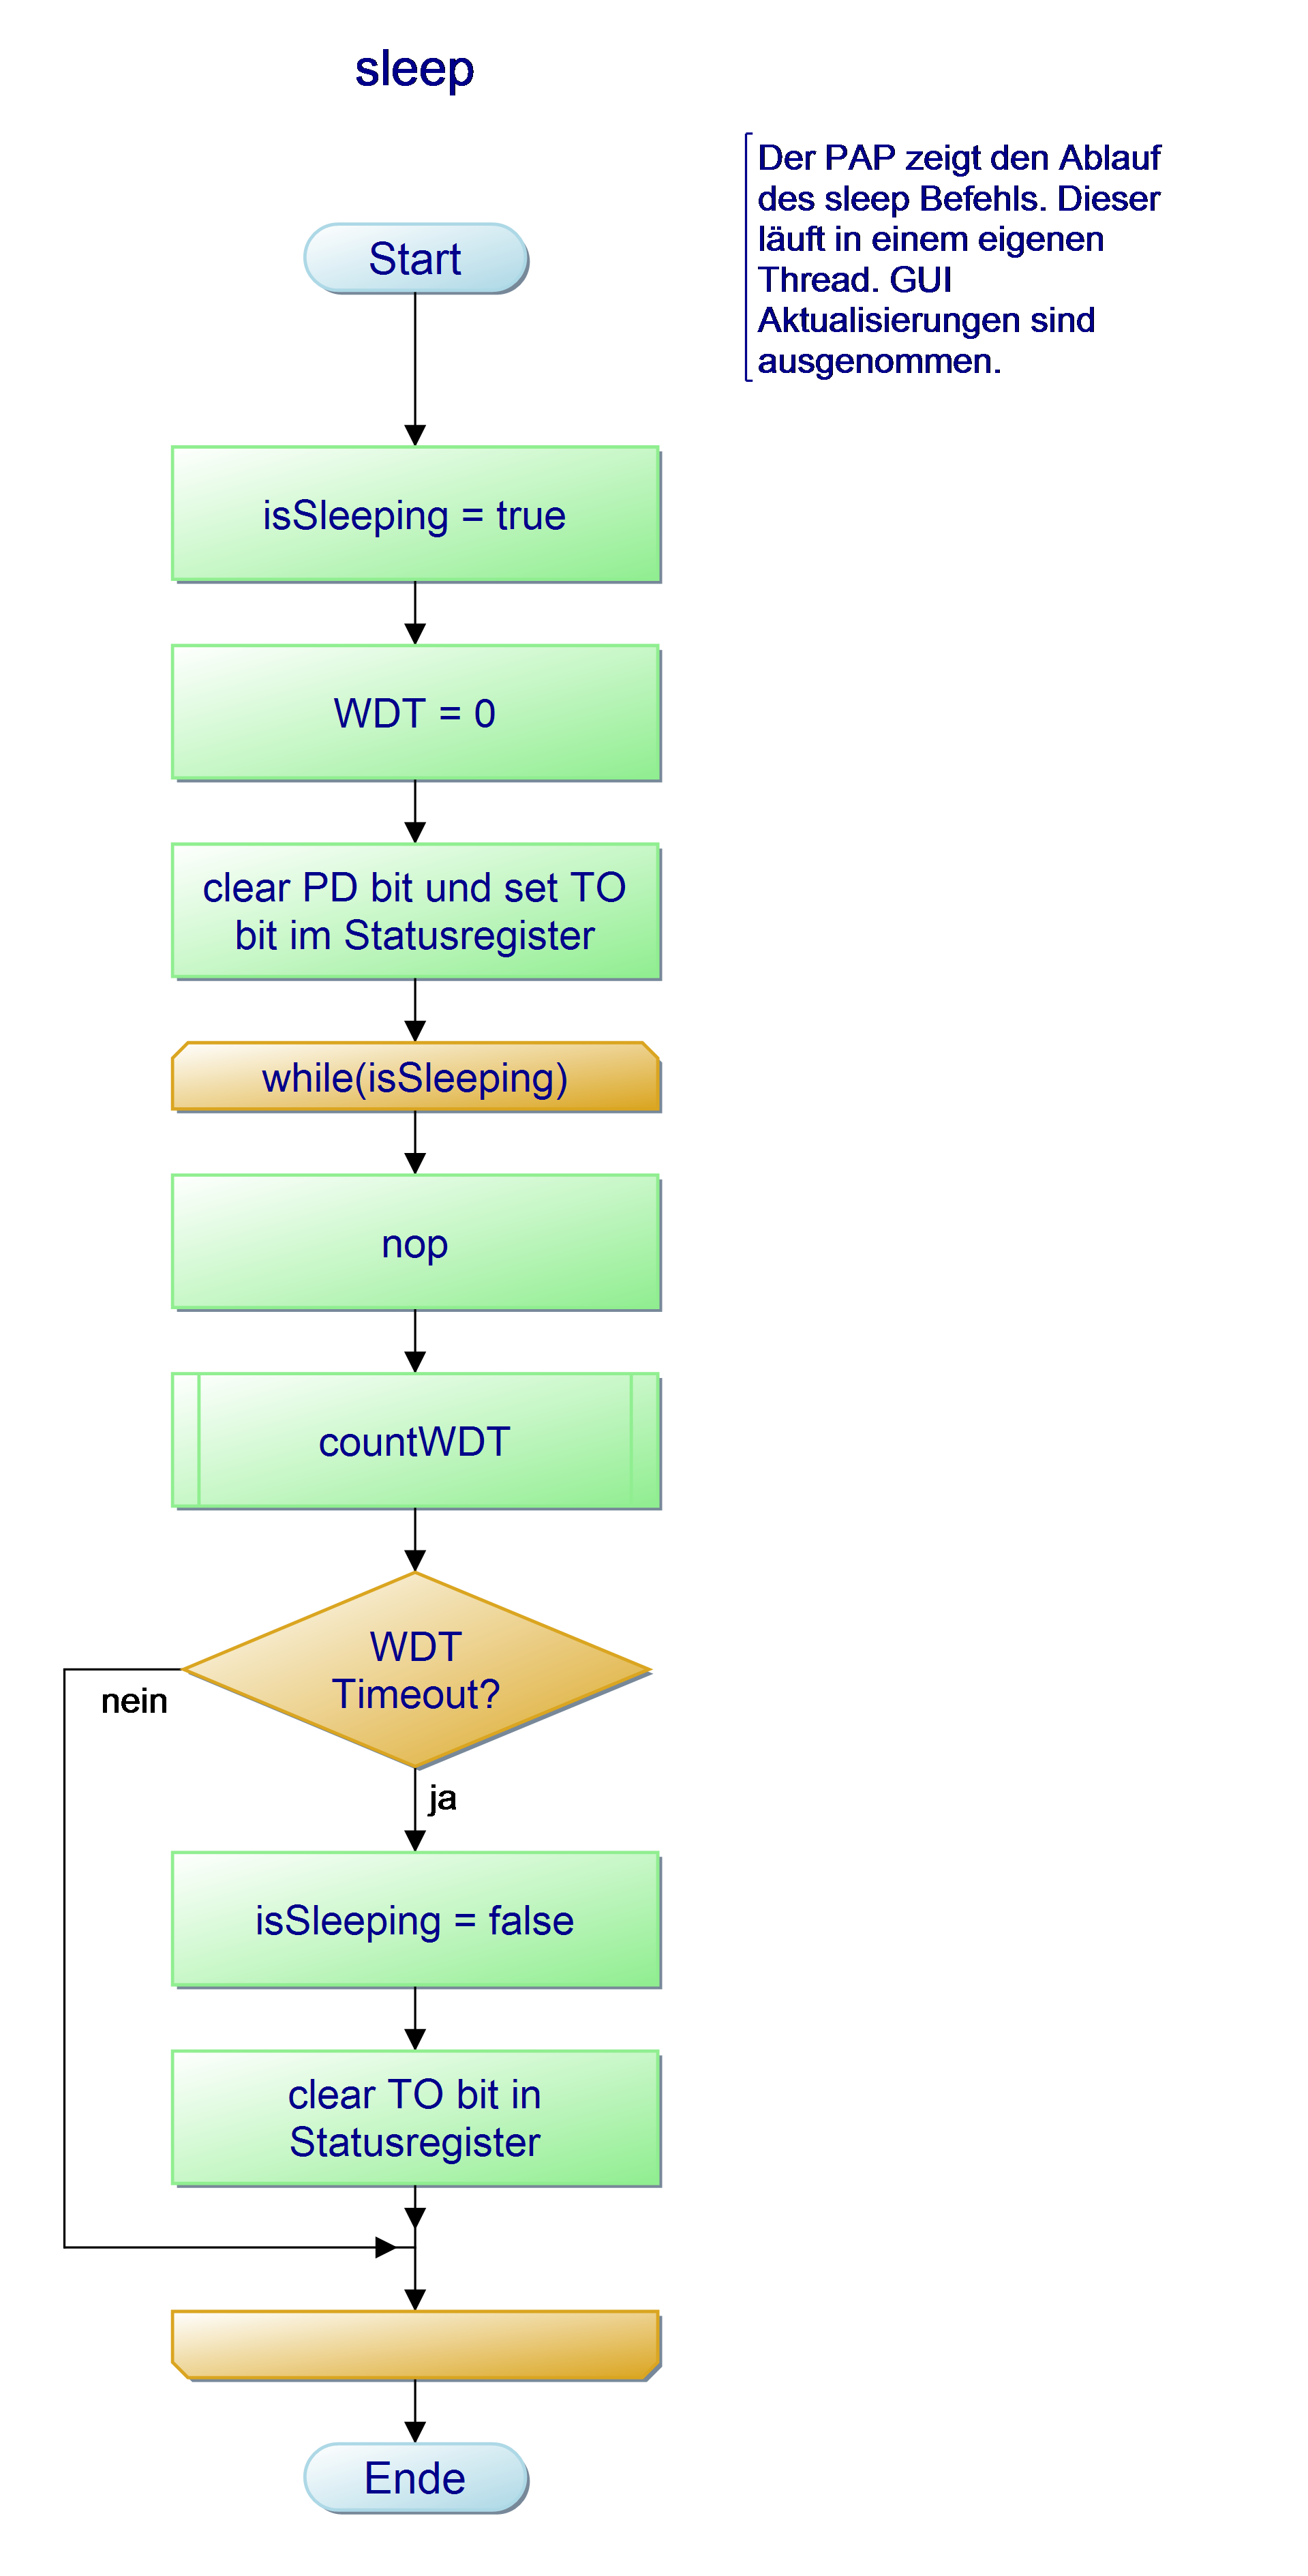 sleep
Der PAP zeigt den Ablauf
des sleep Befehls. Dieser
läuft in einem eigenen
Thread. GUI
Aktualisierungen sind
ausgenommen.
Start
isSleeping = true
WDT = 0
clear PD bit und set TO
bit im Statusregister
while(isSleeping)
nop
countWDT
WDT
Timeout?
nein
ja
isSleeping = false
clear TO bit in
Statusregister
Ende